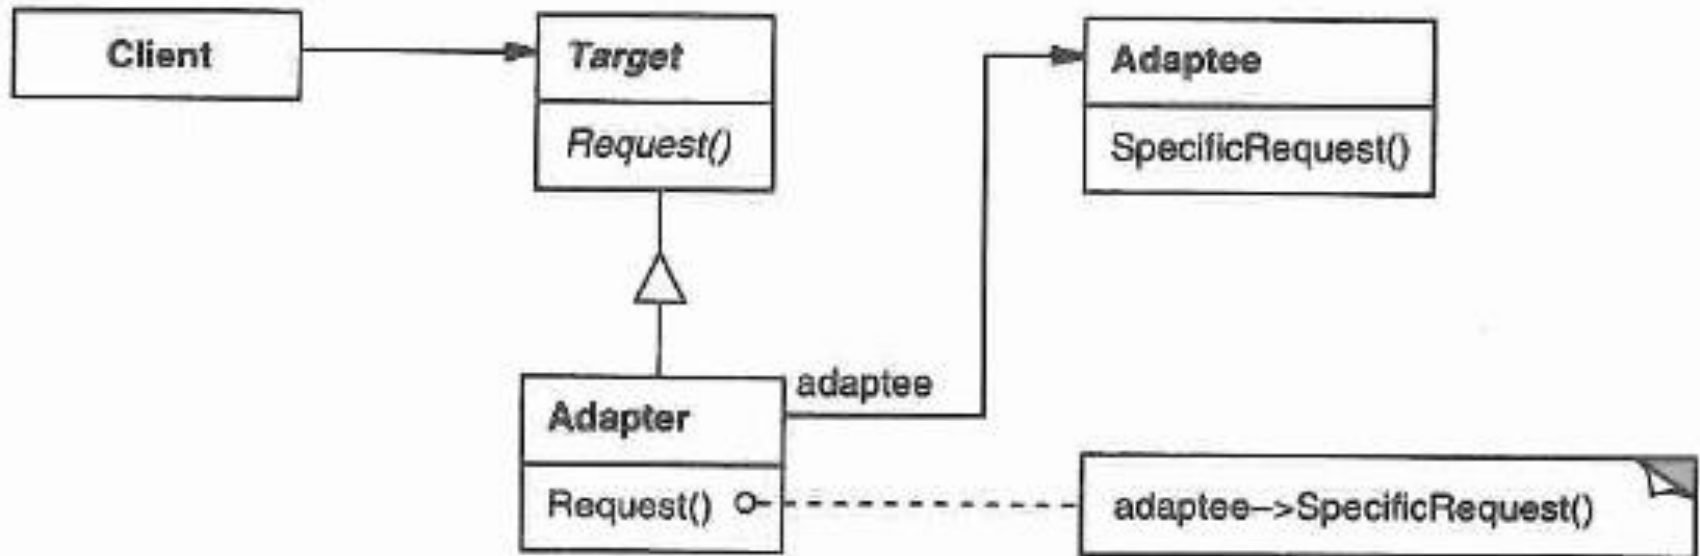 Client
Target
Request()
Adaptee
SpecificRequest()
adaptee
Adapter
Request()
adaptee->SpecificRequest()